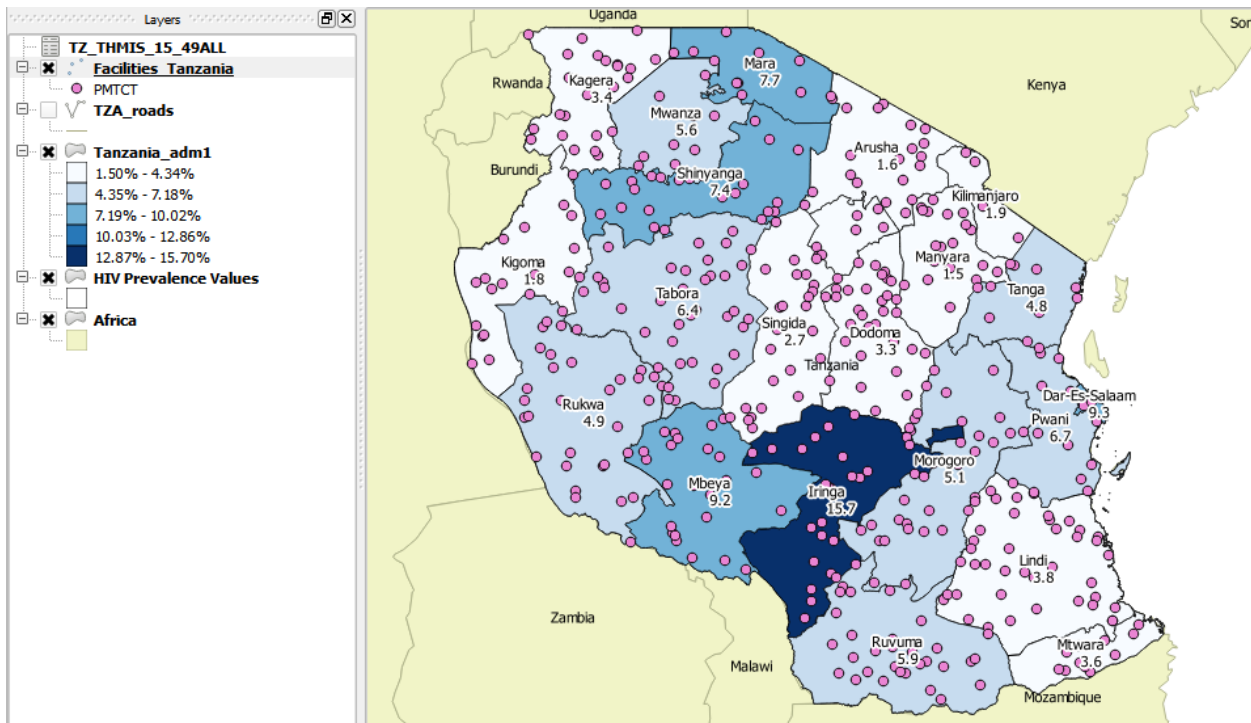 Layers
TZ_THMIS_15_49ALL
Facilities_Tanzania
PMTCT
TZA_roads
Tanzania_adm1
1.50% - 4.34%
4.35% - 7.18%
7.19% - 10.02%
10.03% - 12.86%
12.87% - 15.70%
HIV Prevalence Values
Africa
Uganda
Rwanda
Kenya
Burundi
Kagera
3.4
Mara
7.7
Mwanza
5.6
Arusha
1.6
Shinyanga
7.4
Kilimanjaro
1.9
Kigoma
1.8
Manyara
1.5
Tabora
6.4
Tanga
4.8
Singida
2.7
Dodoma
3.3
Tanzania
Rukwa
4.9
Dar-Es-Salaam
9.3
Pwani
6.7
Morogoro
5.1
Mbeya
9.2
Iringa
15.7
Lindi
3.8
Zambia
Ruvuma
5.9
Mtwara
3.6
Malawi
Mozambique